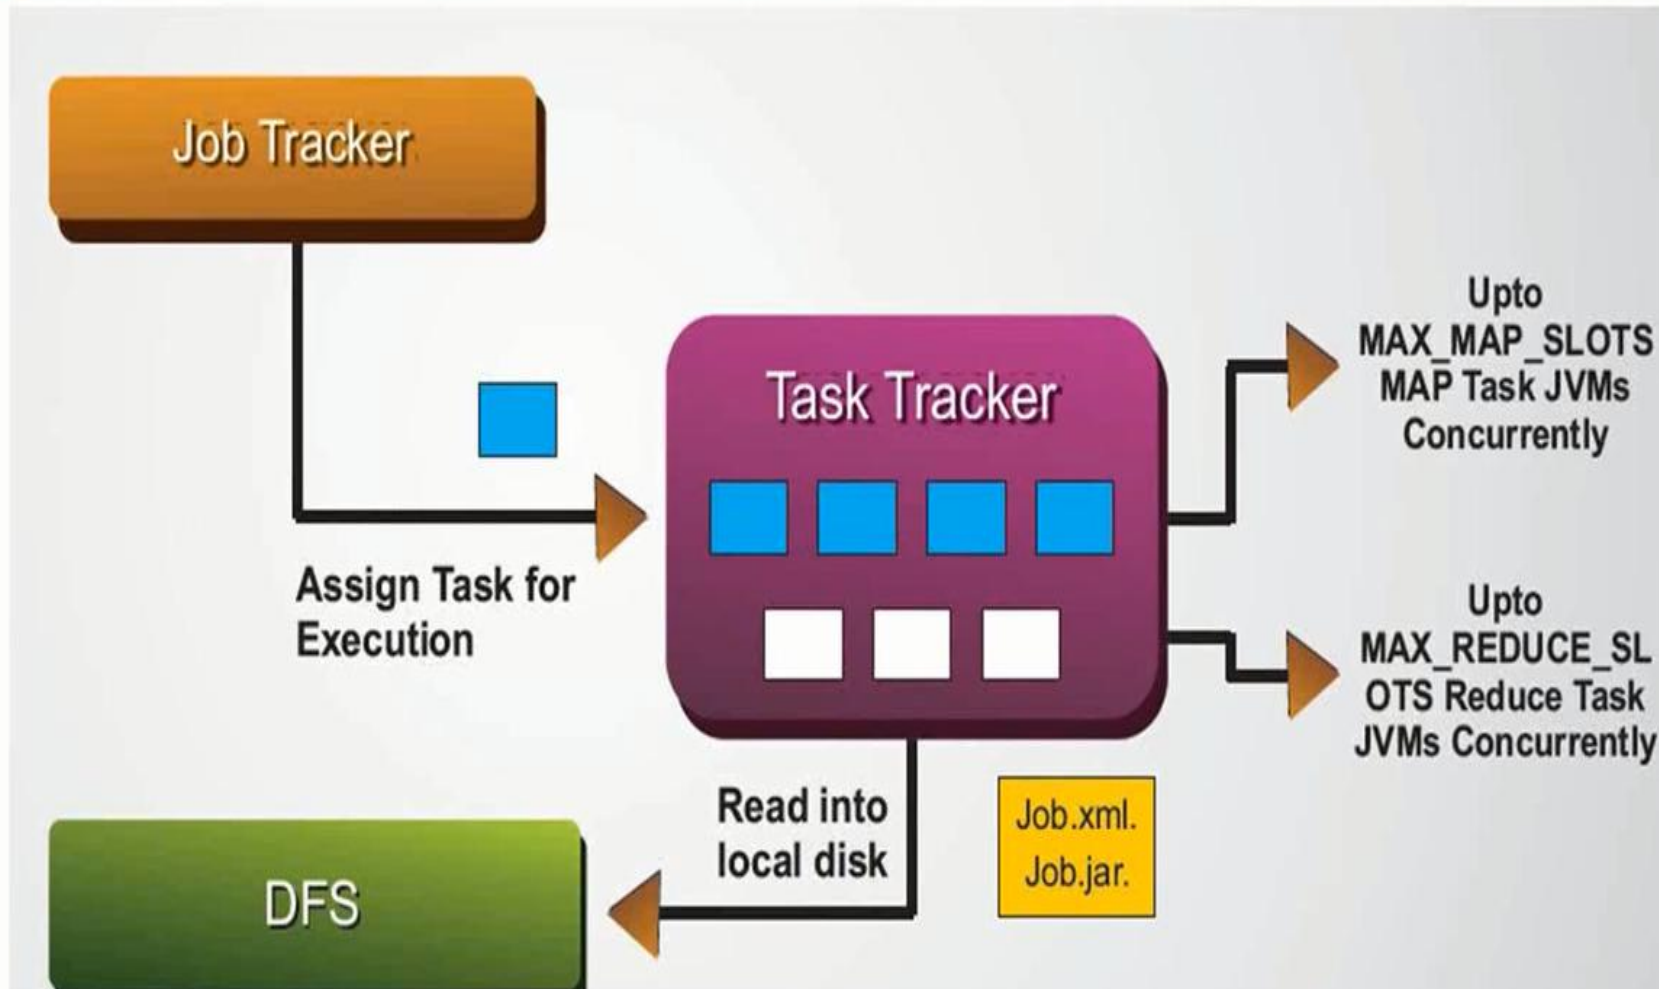 Job Tracker
Task Tracker
Upto
MAX_MAP_SLOTS
MAP Task JVMs
Concurrently
Assign Task for
Execution
Upto
MAX_REDUCE_SL
OTS Reduce Task
JVMs Concurrently
Read into
local disk
Job.xml.
Job.jar.
DFS